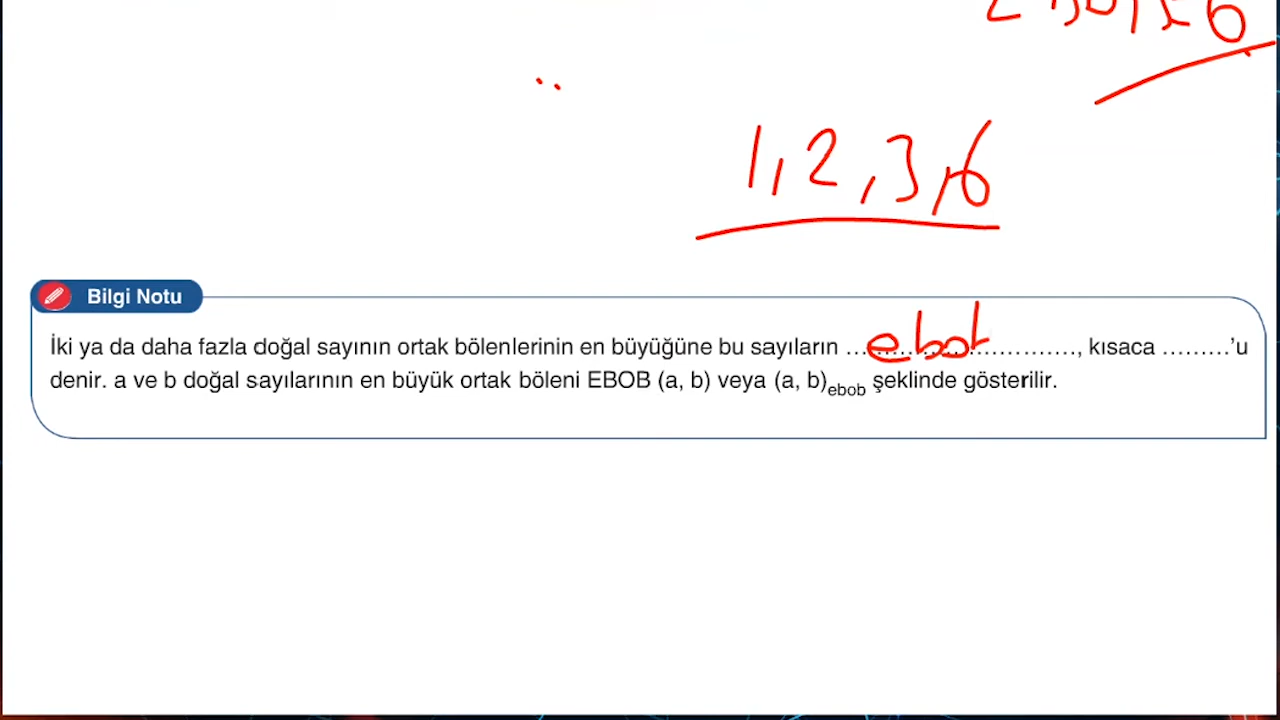 1, 2, 3, 6
Bilgi Notu
İki ya da daha fazla doğal sayının ortak bölenlerinin en büyüğüne bu sayıların ..... ebob ....., kısaca .........'u
denir. a ve b doğal sayılarının en büyük ortak böleni EBOB (a, b) veya (a, b)ebob şeklinde gösterilir.